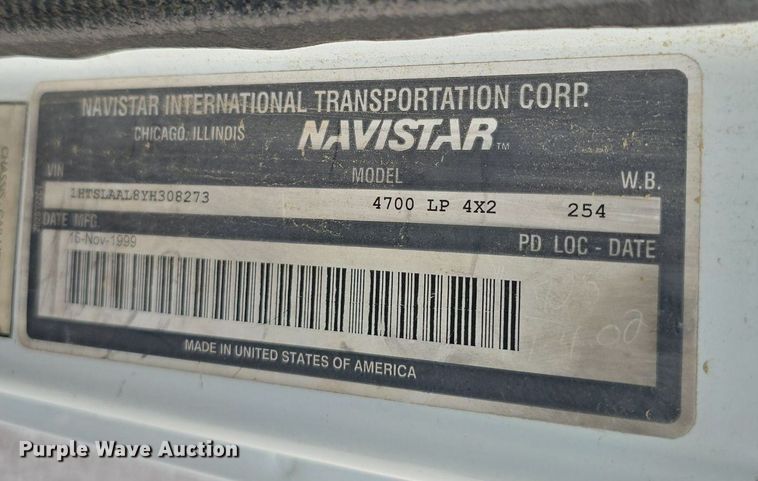 NAVISTAR INTERNATIONAL TRANSPORTATION CORP.
CHICAGO, ILLINOIS NAVISTAR™
VIN MODEL W.B.
1HTSLAAL8YH308273 4700 LP 4X2 254
DATE MFG. PD LOC - DATE
16-Nov-1999
MADE IN UNITED STATES OF AMERICA
Purple Wave Auction